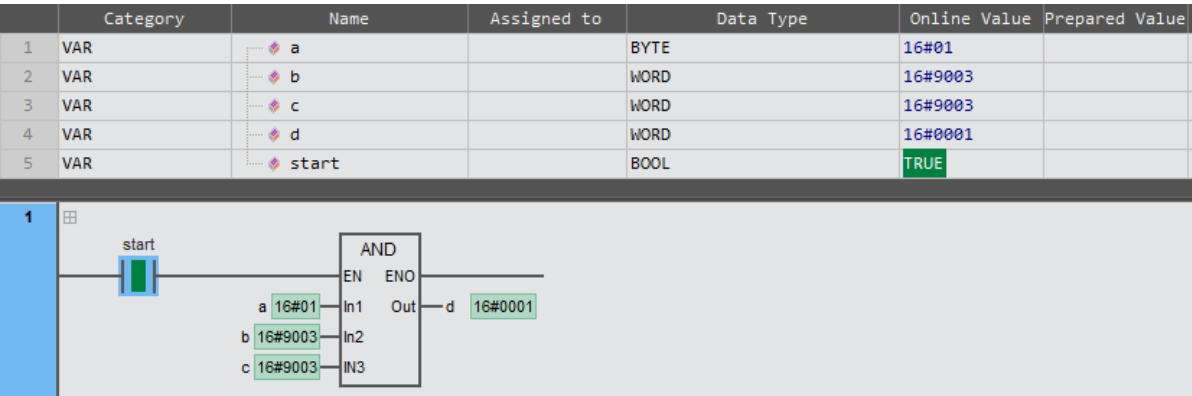 Category Name Assigned to Data Type Online Value Prepared Value
1 VAR a BYTE 16#01
2 VAR b WORD 16#9003
3 VAR c WORD 16#9003
4 VAR d WORD 16#0001
5 VAR start BOOL TRUE
1
start
AND
EN ENO
a 16#01 In1 Out d 16#0001
b 16#9003 In2
c 16#9003 IN3